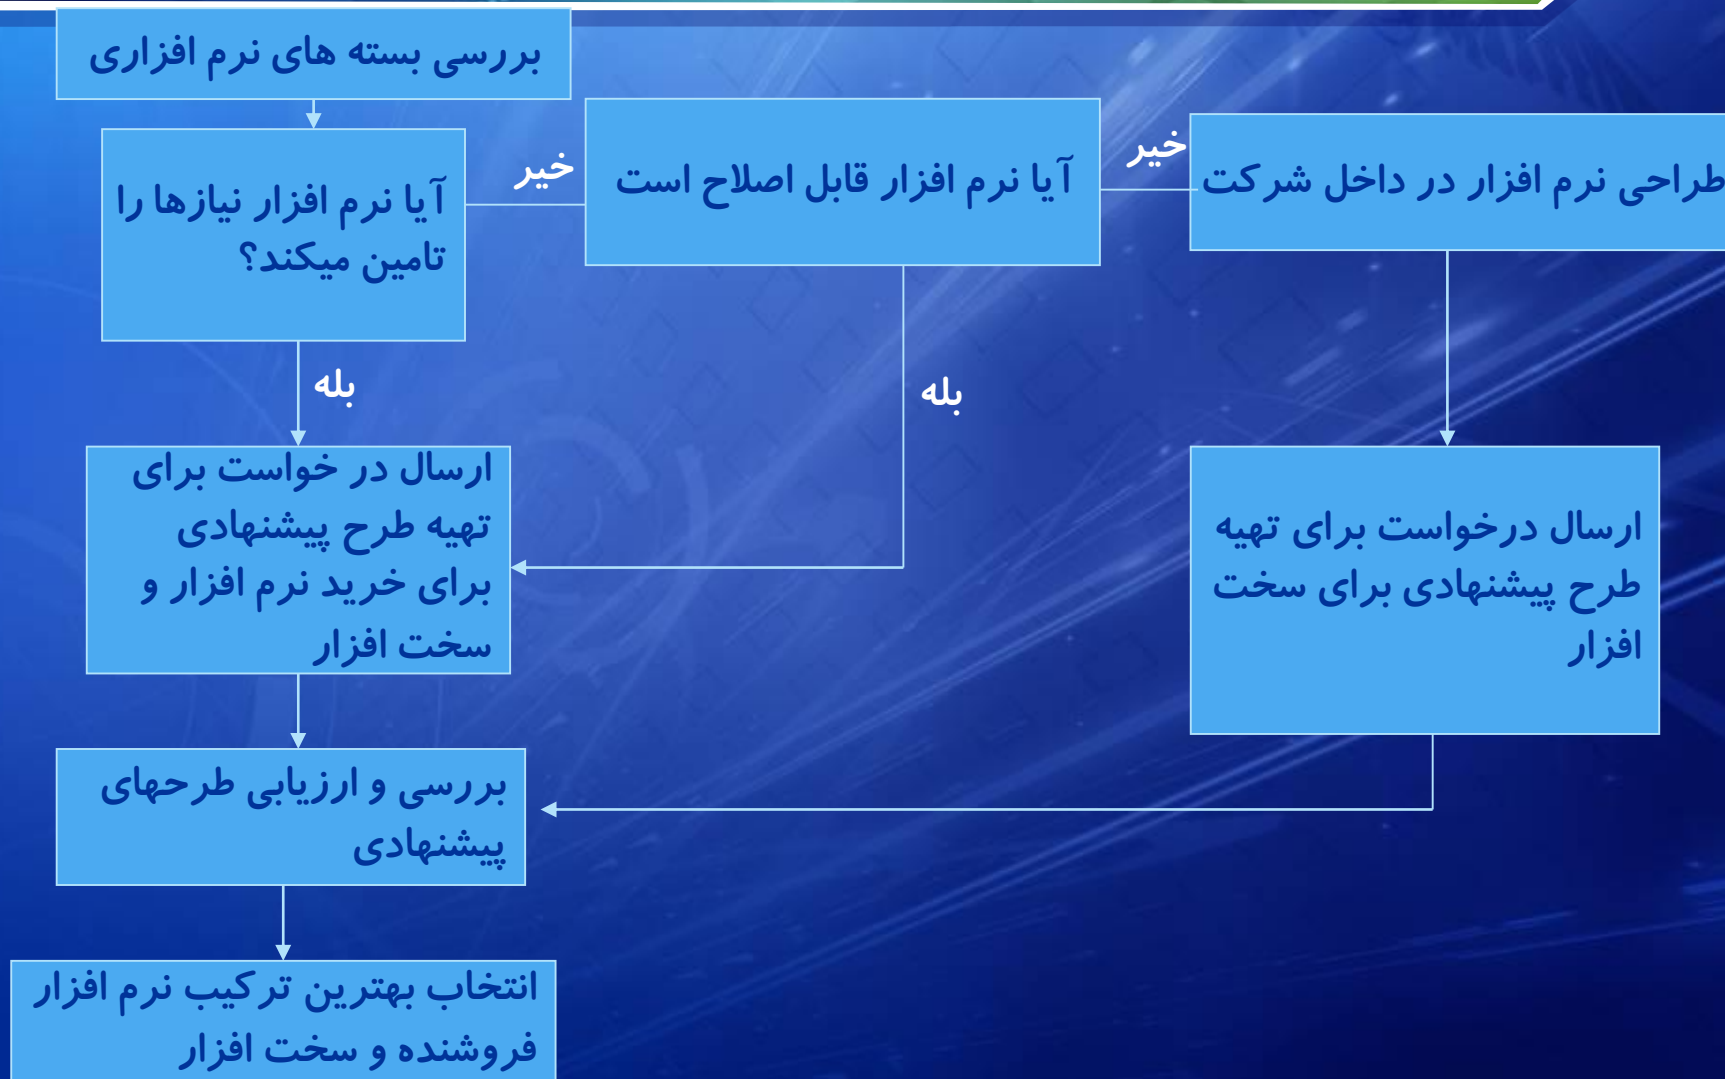 بررسی بسته های نرم افزاری
آیا نرم افزار نیازها را
تامین میکند؟
خیر
آیا نرم افزار قابل اصلاح است
خیر
طراحی نرم افزار در داخل شرکت
بله
بله
ارسال در خواست برای
تهیه طرح پیشنهادی
برای خرید نرم افزار و
سخت افزار
ارسال درخواست برای تهیه
طرح پیشنهادی برای سخت
افزار
بررسی و ارزیابی طرحهای
پیشنهادی
انتخاب بهترین ترکیب نرم افزار
فروشنده و سخت افزار